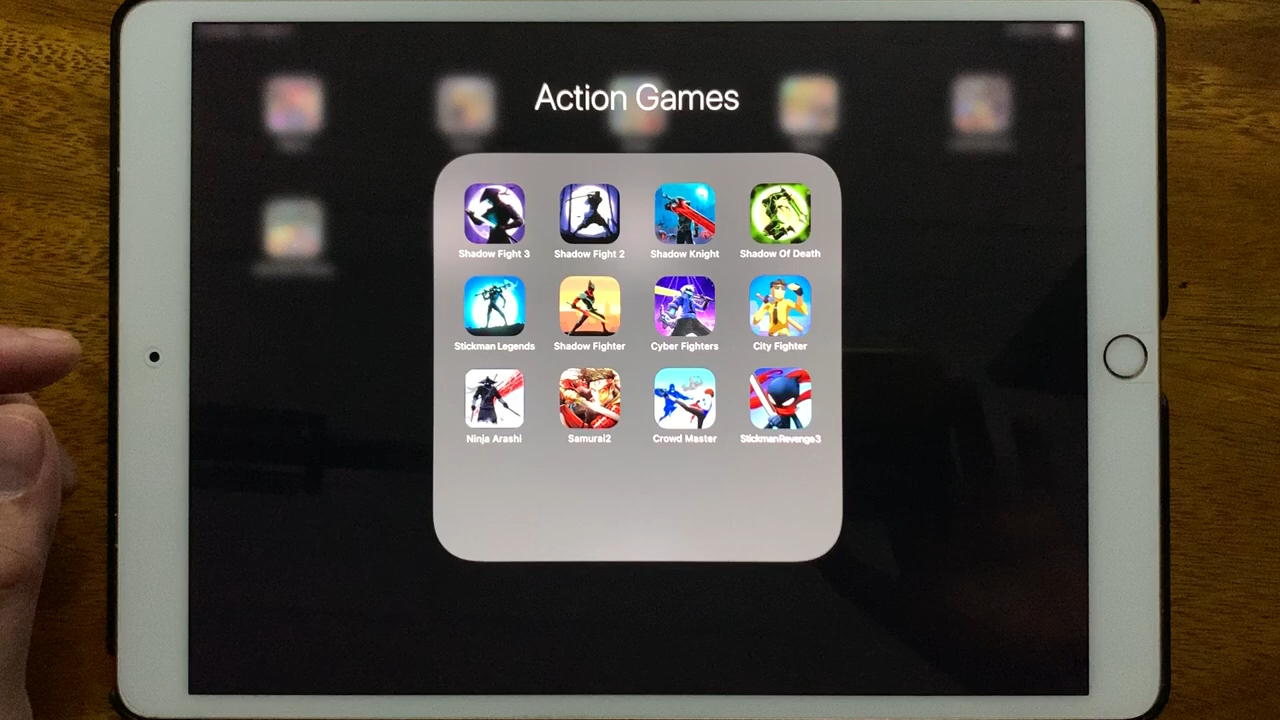 Action Games
Shadow Fight 3
Shadow Fight 2
Shadow Knight
Shadow Of Death
Stickman Legends
Shadow Fighter
Cyber Fighters
City Fighter
Ninja Arashi
Samurai2
Crowd Master
StickmanRevenge3